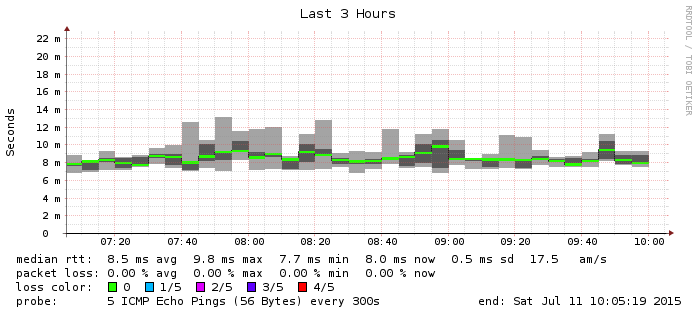 Last 3 Hours
RRDTOOL / TOBI OETIKER
Seconds
22 m
20 m
18 m
16 m
14 m
12 m
10 m
8 m
6 m
4 m
2 m
0
07:20 07:40 08:00 08:20 08:40 09:00 09:20 09:40 10:00
median rtt: 8.5 ms avg 9.8 ms max 7.7 ms min 8.0 ms now 0.5 ms sd 17.5 am/s
packet loss: 0.00 % avg 0.00 % max 0.00 % min 0.00 % now
loss color: 0 1/5 2/5 3/5 4/5
probe: 5 ICMP Echo Pings (56 Bytes) every 300s end: Sat Jul 11 10:05:19 2015